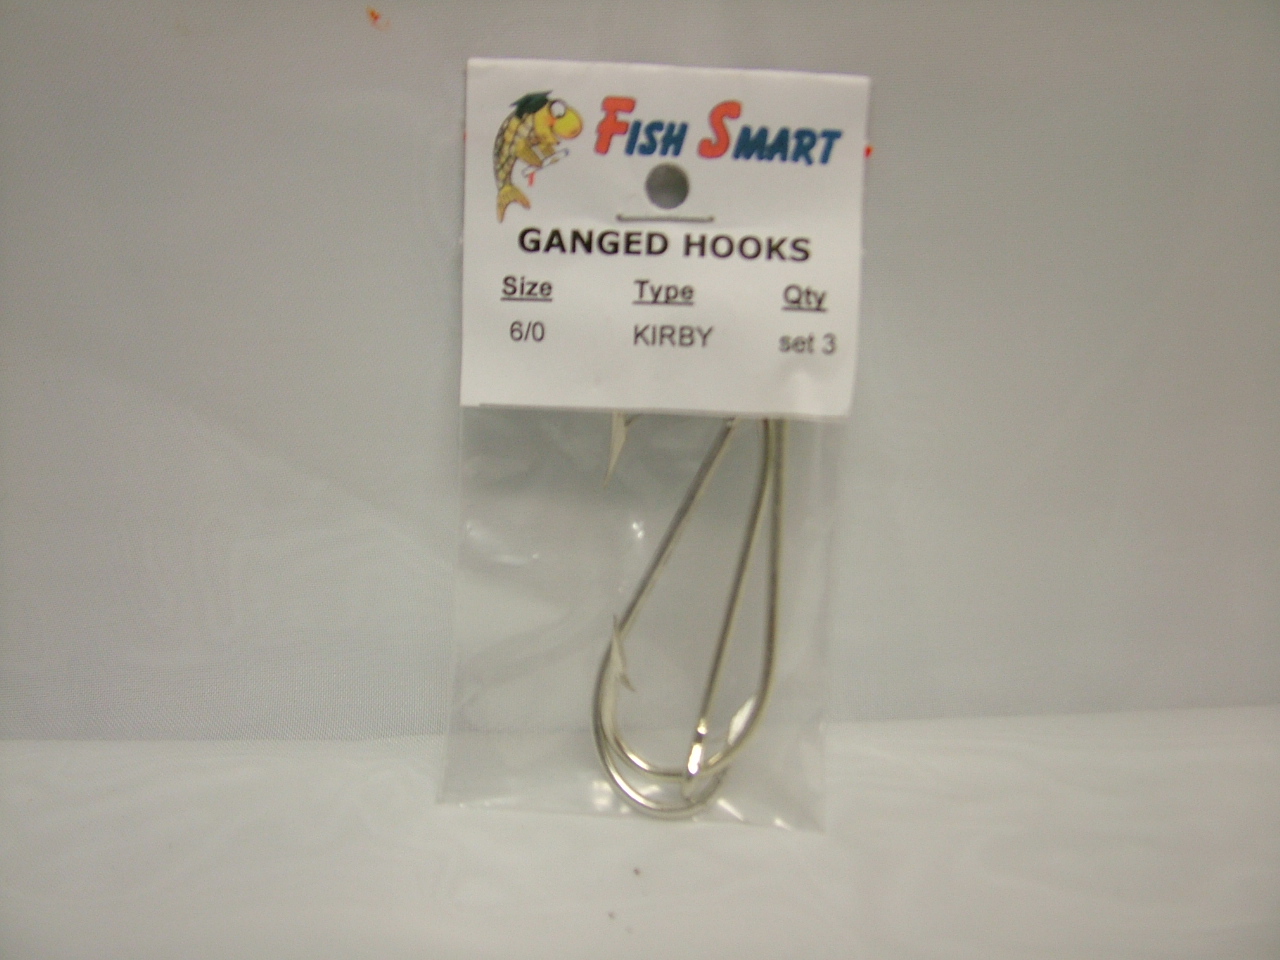 FISH SMART
GANGED HOOKS
Size Type Qty
6/0 KIRBY set 3